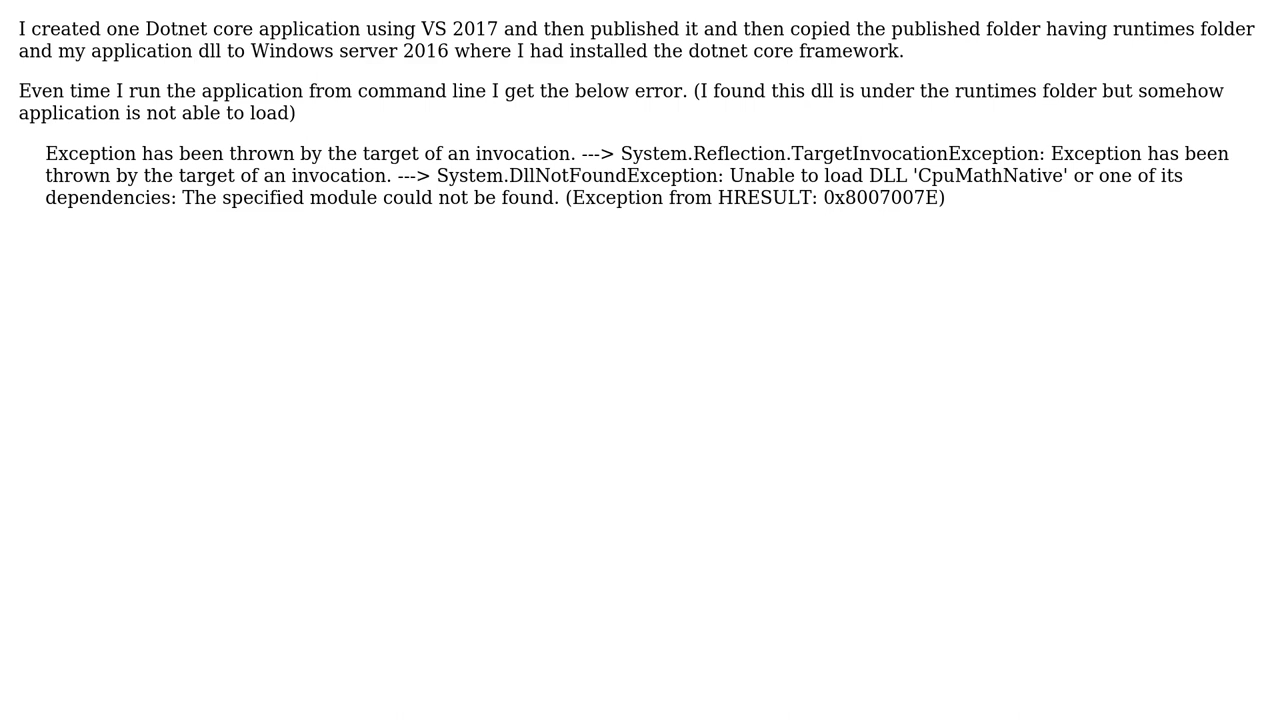 I created one Dotnet core application using VS 2017 and then published it and then copied the published folder having runtimes folder
and my application dll to Windows server 2016 where I had installed the dotnet core framework.
Even time I run the application from command line I get the below error. (I found this dll is under the runtimes folder but somehow
application is not able to load)
Exception has been thrown by the target of an invocation. ---> System.Reflection.TargetInvocationException: Exception has been
thrown by the target of an invocation. ---> System.DllNotFoundException: Unable to load DLL 'CpuMathNative' or one of its
dependencies: The specified module could not be found. (Exception from HRESULT: 0x8007007E)